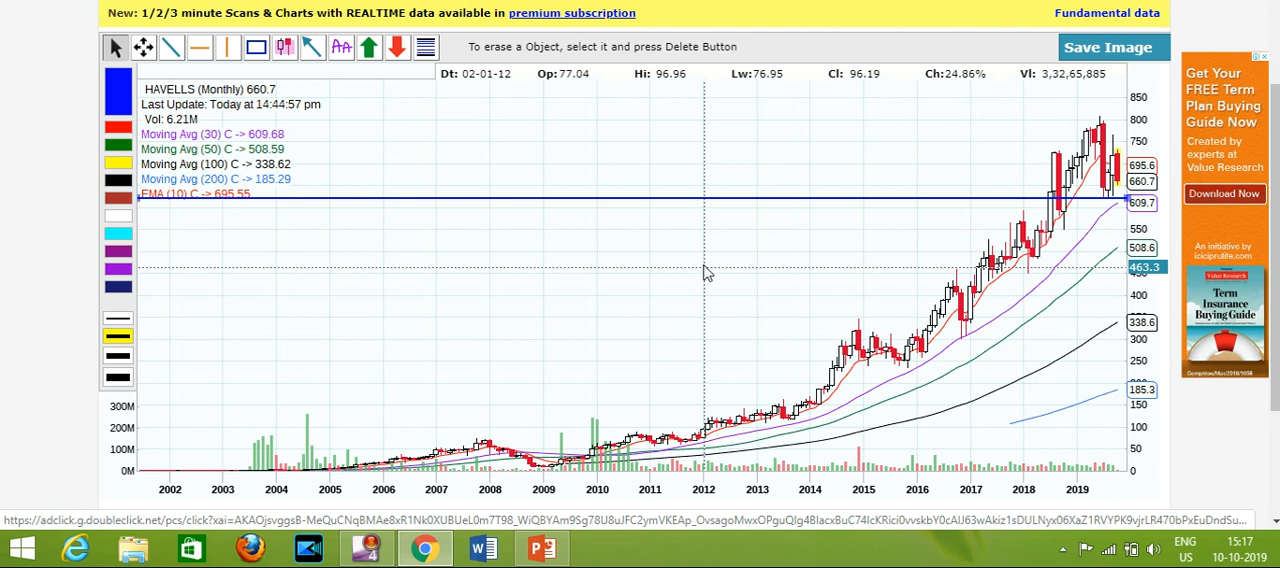 New: 1/2/3 minute Scans & Charts with REALTIME data available in premium subscription
Fundamental data
To erase a Object, select it and press Delete Button
Save Image
Dt: 02-01-12 Op:77.04 Hi: 96.96 Lw:76.95 Cl: 96.19 Ch:24.86% Vl: 3,32,65,885
HAVELLS (Monthly) 660.7
Last Update: Today at 14:44:57 pm
Vol: 6.21M
Moving Avg (30) C -> 609.68
Moving Avg (50) C -> 508.59
Moving Avg (100) C -> 338.62
Moving Avg (200) C -> 185.29
EMA (10) C -> 695.55
850
800
750
695.6
660.7
609.7
550
508.6
463.3
450
400
338.6
300
250
185.3
150
100
50
0
300M
200M
100M
0M
2002 2003 2004 2005 2006 2007 2008 2009 2010 2011 2012 2013 2014 2015 2016 2017 2018 2019
Get Your
FREE Term
Plan Buying
Guide Now
Created by
experts at
Value Research
Download Now
An initiative by
iciciprulife.com
Value Research
Term
Insurance
Buying Guide
4
ENG
US
15:17
10-10-2019